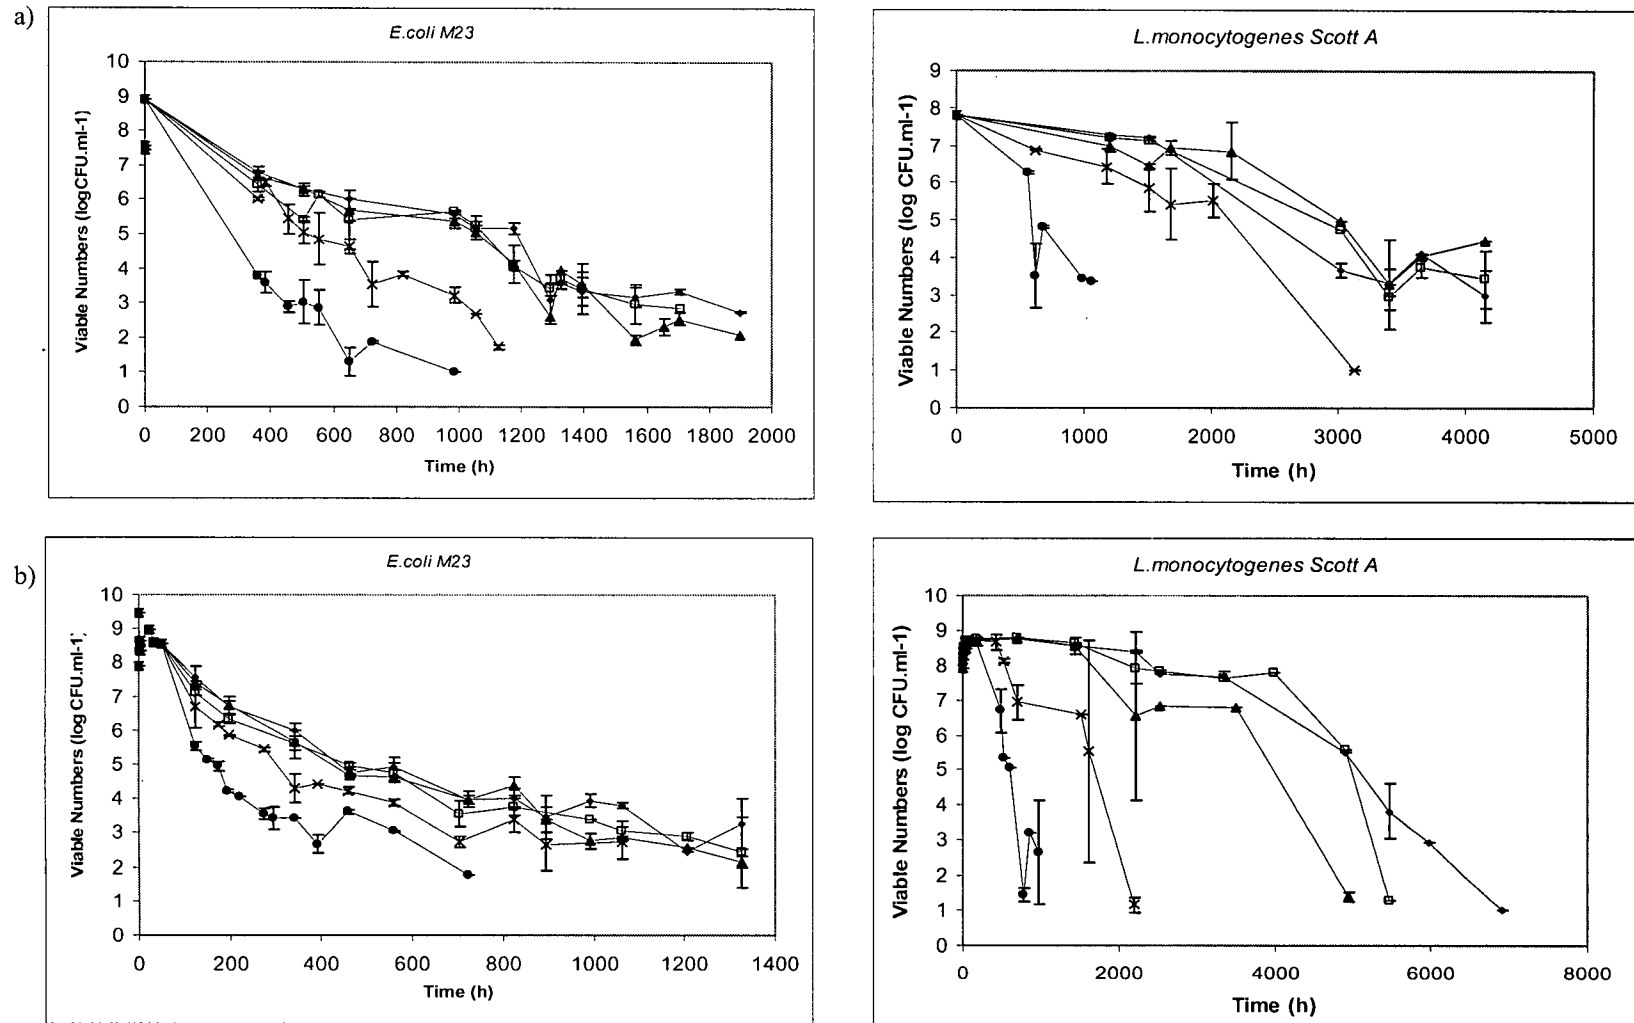 a)
E.coli M23
Viable Numbers (logCFU.ml-1)
10
9
8
7
6
5
4
3
2
1
0
0 200 400 600 800 1000 1200 1400 1600 1800 2000
Time (h)
L.monocytogenes Scott A
Viable Numbers (log CFU.ml-1)
9
8
7
6
5
4
3
2
1
0
0 1000 2000 3000 4000 5000
Time (h)
b)
E.coli M23
Viable Numbers (log CFU.ml-1)
10
9
8
7
6
5
4
3
2
1
0
0 200 400 600 800 1000 1200 1400
Time (h)
L.monocytogenes Scott A
Viable Numbers (log CFU.ml-1)
10
9
8
7
6
5
4
3
2
1
0
0 2000 4000 6000 8000
Time (h)